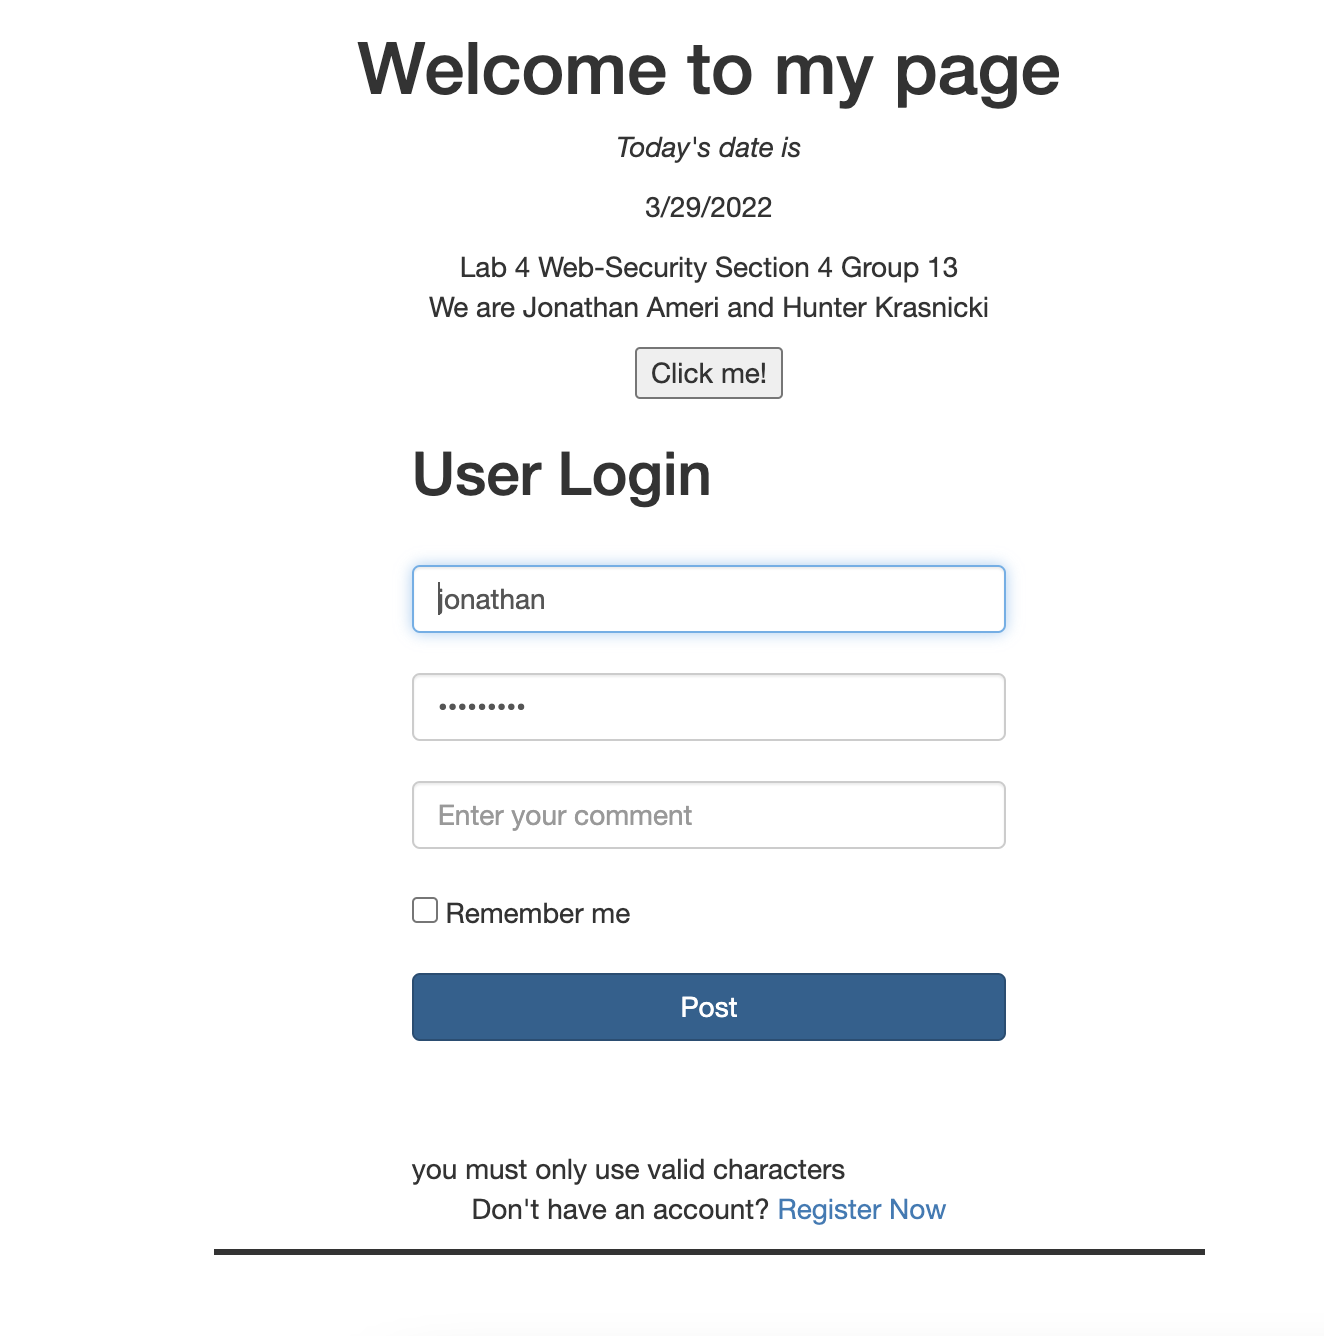 Welcome to my page
Today's date is
3/29/2022
Lab 4 Web-Security Section 4 Group 13
We are Jonathan Ameri and Hunter Krasnicki
Click me!
User Login
jonathan
•••••••••
Enter your comment
Remember me
Post
you must only use valid characters
Don't have an account? Register Now